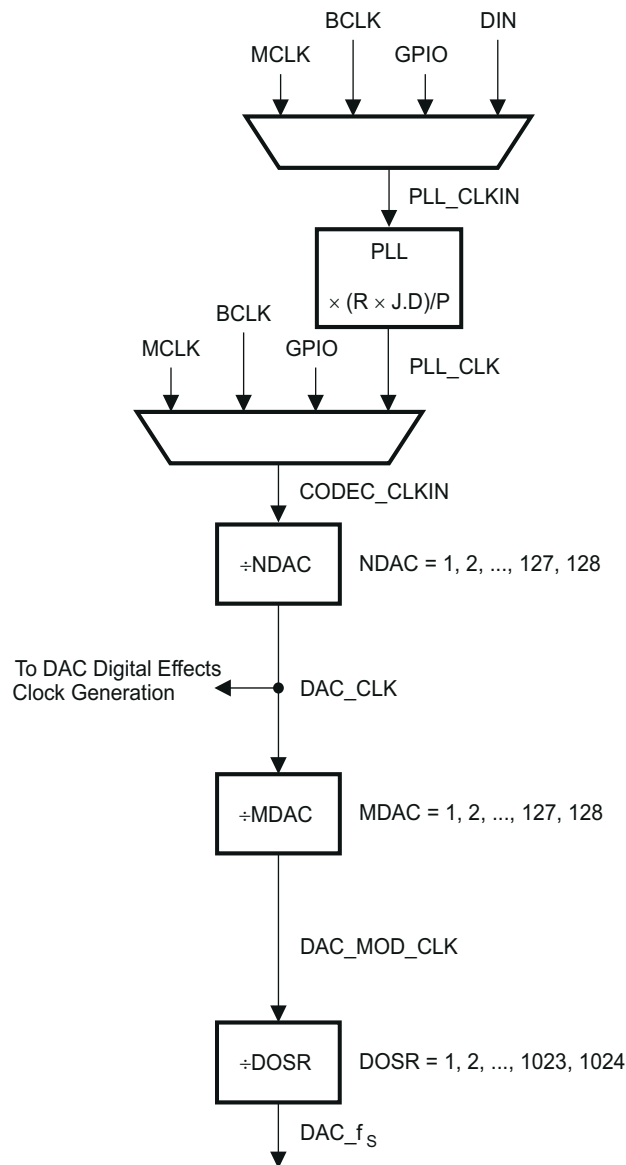 BCLK
DIN
MCLK
GPIO
PLL_CLKIN
PLL
× (R × J.D)/P
BCLK
MCLK
GPIO
PLL_CLK
CODEC_CLKIN
÷NDAC
NDAC = 1, 2, ..., 127, 128
To DAC Digital Effects
Clock Generation
DAC_CLK
÷MDAC
MDAC = 1, 2, ..., 127, 128
DAC_MOD_CLK
÷DOSR
DOSR = 1, 2, ..., 1023, 1024
DAC_fS